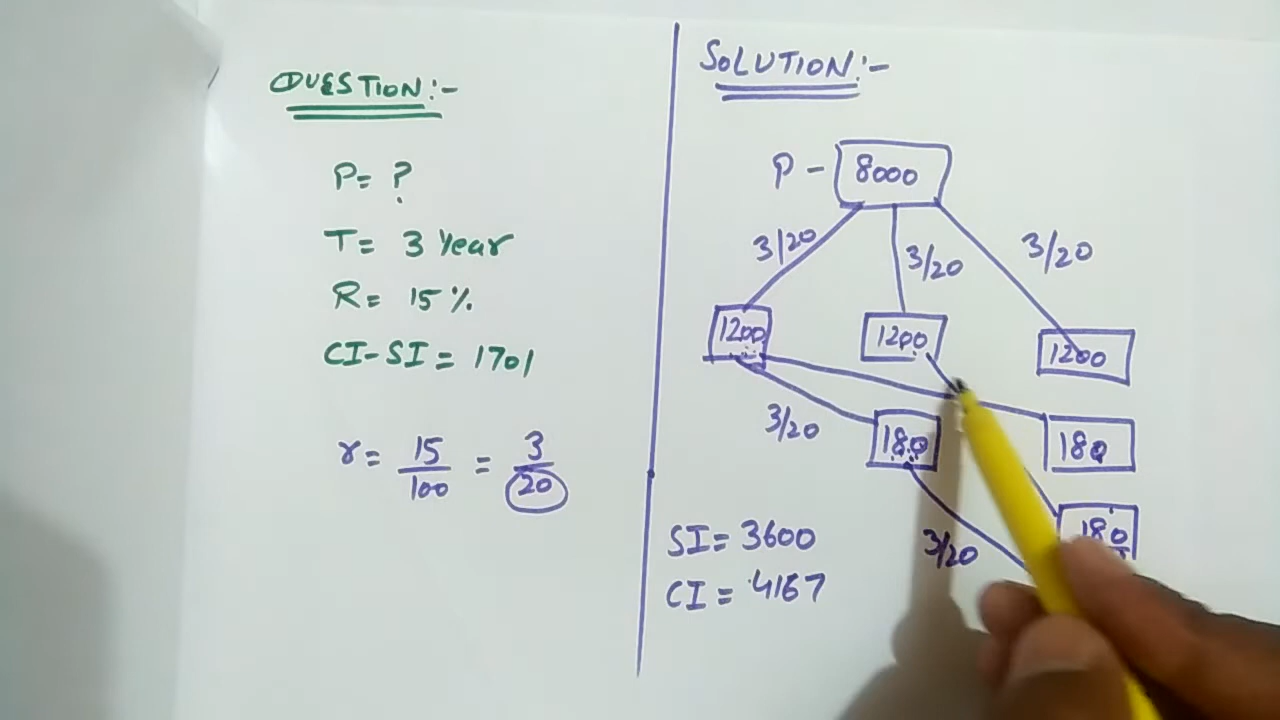 QUESTION:-
P= ?
T= 3 Year
R= 15%
CI-SI= 1701
r= 15/100 = 3/20
SOLUTION:-
P - 8000
3/20 3/20 3/20
1200 1200 1200
3/20 180 180
180
3/20
SI= 3600
CI= 4167